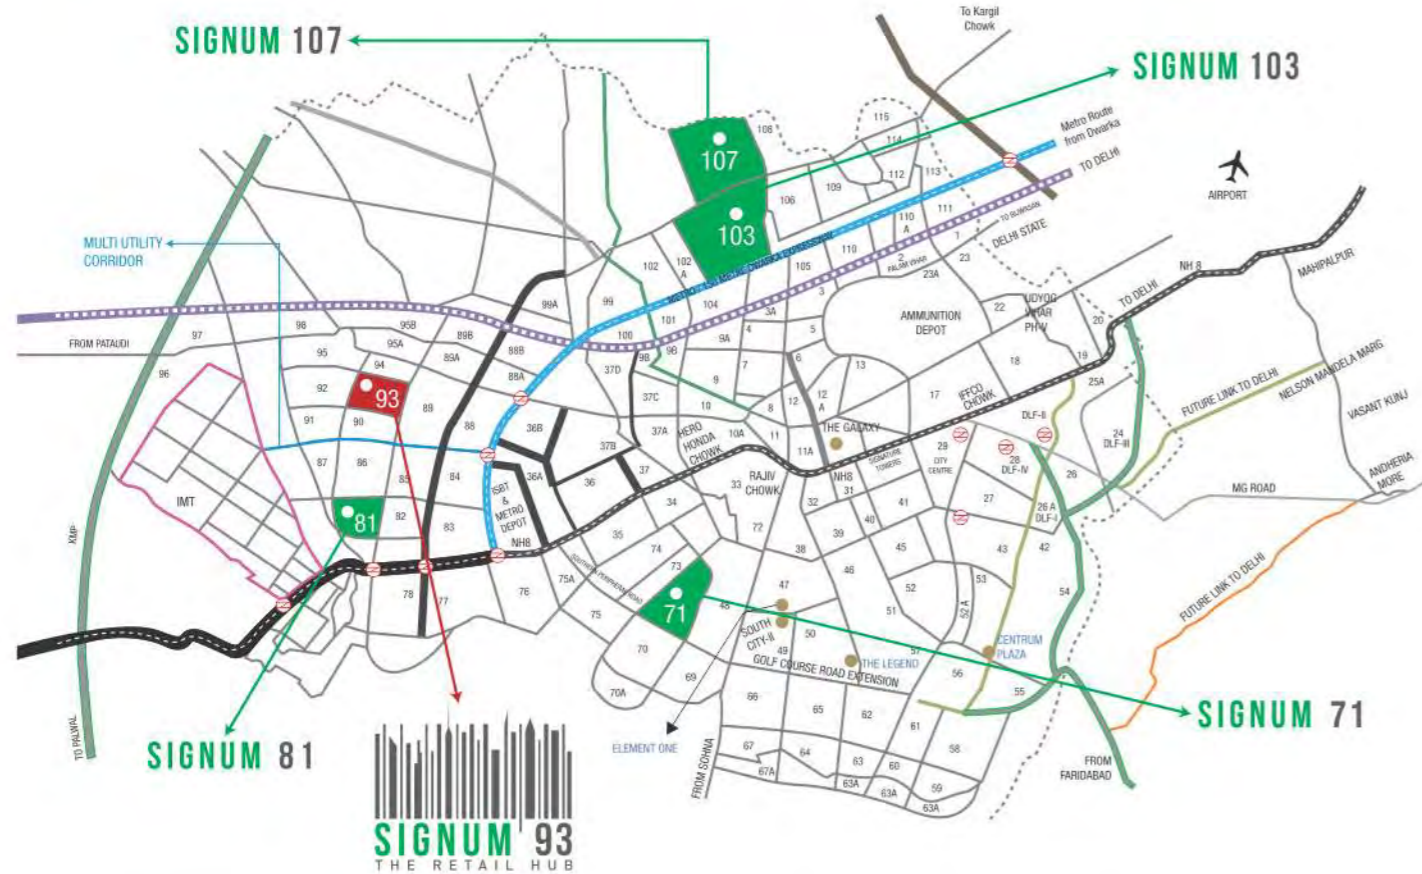 SIGNUM 107
To Kargil
Chowk
SIGNUM 103
115
108
114
Metro Route
from Dwarka
TO DELHI
107
112
113
109
106
AIRPORT
110
A
111
103
TO BIJWASAN
DELHI STATE
MULTI UTILITY
CORRIDOR
7
110
2
PALAM VIHAR
23
23A
NH 8
MAHIPALPUR
102
102
A
105
99A
99
104
3
3A
22
UDYOG
VIHAR
PH-V
20
TO DELHI
AMMUNITION
DEPOT
FROM PATAUDI
97
98
95B
89B
100
101
9A
4
5
95
95A
88B
89A
9B
9B
7
6
13
18
19
96
94
92
93
88A
37D
9
12
12
A
17
IFFCO
CHOWK
25A
FUTURE LINK TO DELHI
NELSON MANDELA MARG
37C
10
8
DLF-II
VASANT KUNJ
91
90
89
88
36B
37B
37A
HERO
HONDA
CHOWK
10A
11
THE GALAXY
11A
SIGNATURE
TOWERS
29
CITY
CENTRE
28
DLF-IV
24
DLF-III
87
86
85
84
36A
36
37
33
RAJIV
CHOWK
NH8
31
26
ANDHERIA
MORE
MG ROAD
IMT
ISBT
&
METRO
DEPOT
34
32
41
27
26 A
DLF-I
81
82
83
NH8
35
72
39
40
KMP
74
38
45
43
42
SOUTHERN PERIPHERAL ROAD
73
46
52
53
FUTURE LINK TO DELHI
78
77
76
75A
75
71
48
47
51
52 A
54
SOUTH
CITY-II
50
49
57
CENTRUM
PLAZA
70
THE LEGEND
GOLF COURSE ROAD EXTENSION
56
55
70A
69
66
65
62
61
SIGNUM 71
TO PALWAL
SIGNUM 81
ELEMENT ONE
67
64
58
67A
63
60
59
FROM SOHNA
63A
63A
63A
FROM
FARIDABAD
SIGNUM 93
THE RETAIL HUB